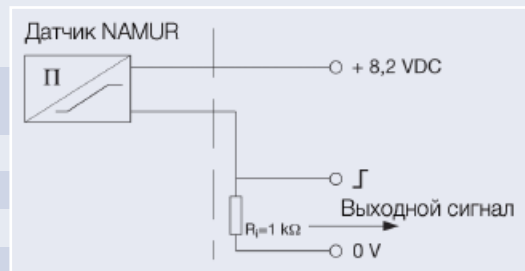 Датчик NAMUR
П
+ 8,2 VDC
Выходной сигнал
Ri=1 kΩ
0 V